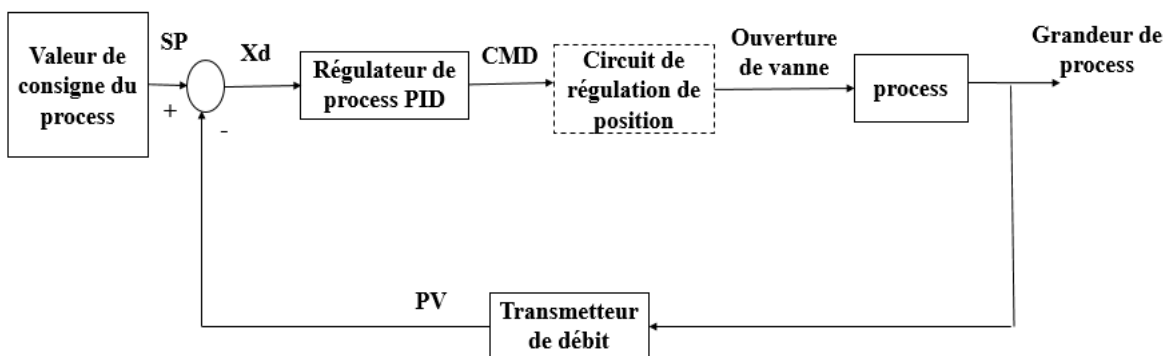 Valeur de
consigne du
process
SP
+
-
Xd
Régulateur de
process PID
CMD
Circuit de
régulation de
position
Ouverture
de vanne
process
Grandeur de
process
PV
Transmetteur
de débit